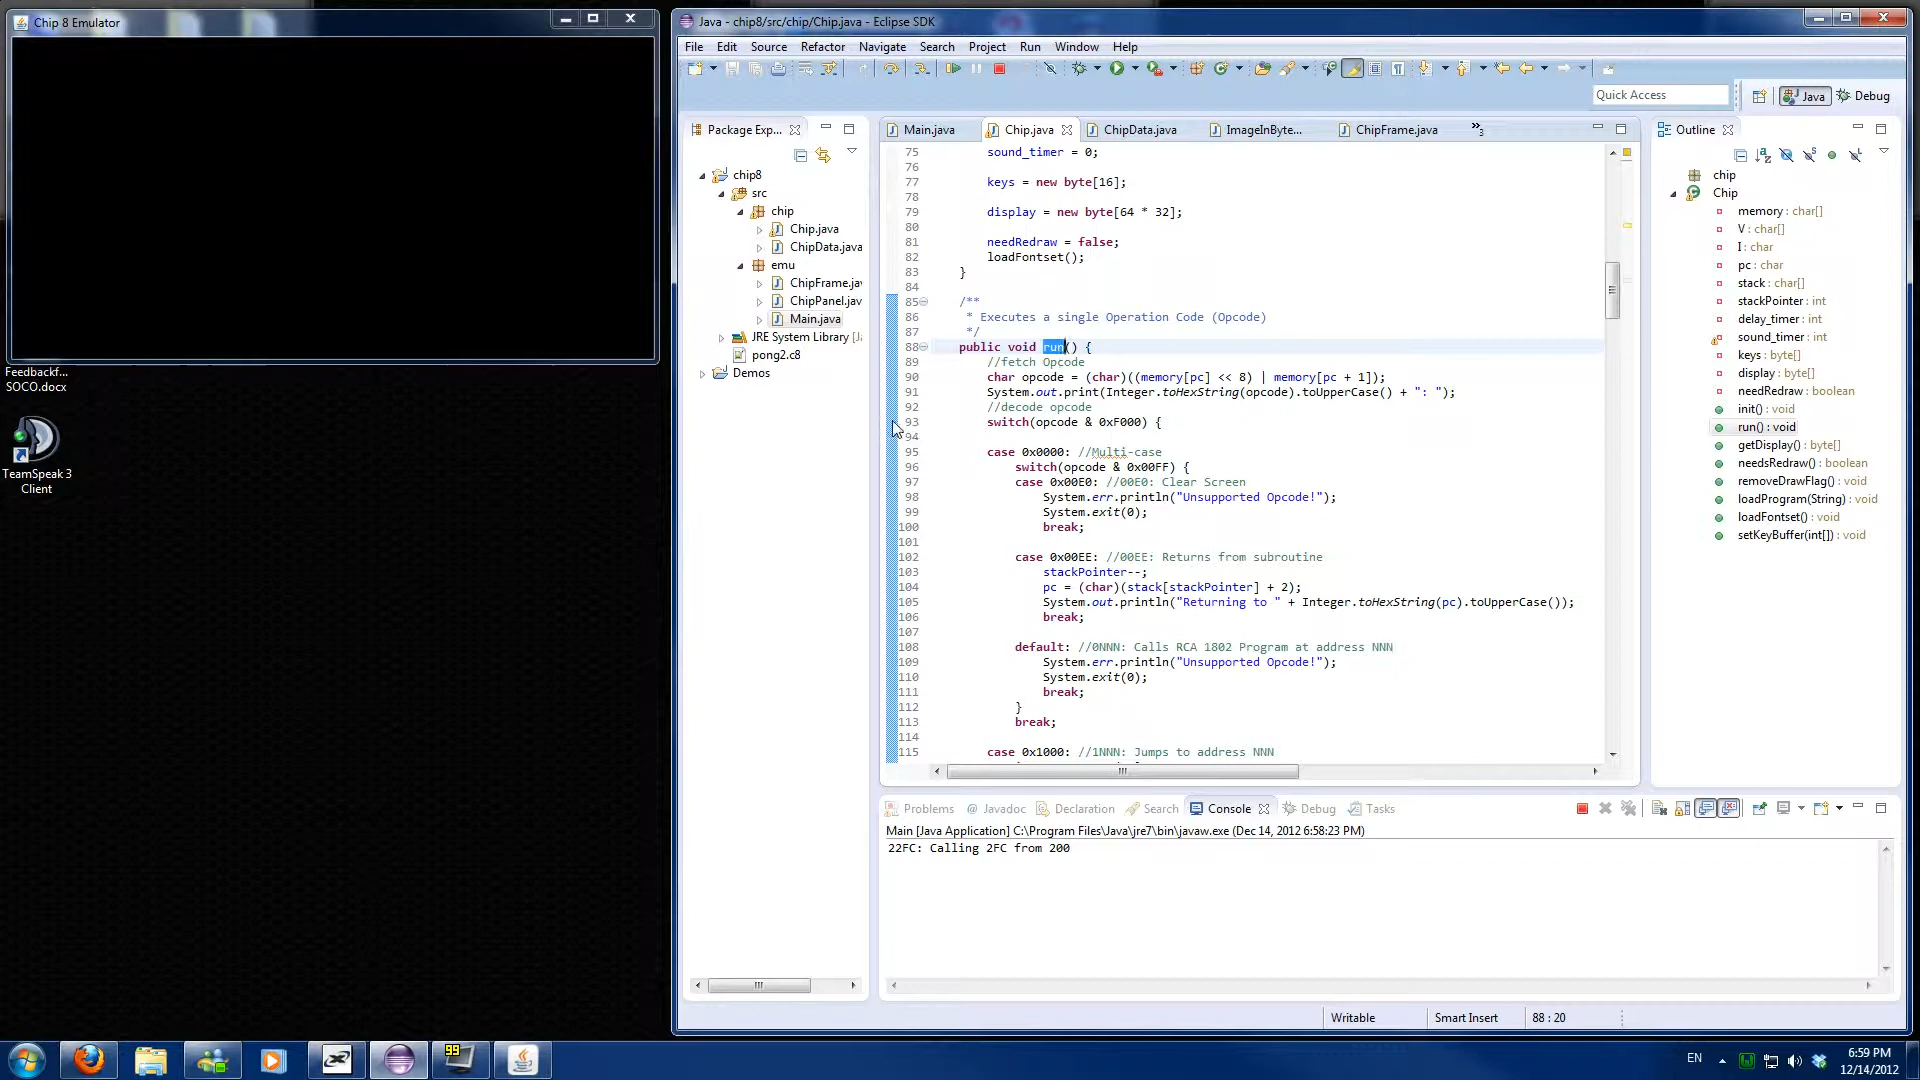 Chip 8 Emulator
Feedbackf...
SOCO.docx
TeamSpeak 3
Client
Java - chip8/src/chip/Chip.java - Eclipse SDK
File Edit Source Refactor Navigate Search Project Run Window Help
Quick Access
Java
Debug
Package Exp...
chip8
src
chip
Chip.java
ChipData.java
emu
ChipFrame.jav
ChipPanel.jav
Main.java
JRE System Library [J
pong2.c8
Demos
Main.java
Chip.java
ChipData.java
ImageInByte...
ChipFrame.java
»3
75 sound_timer = 0;
76
77 keys = new byte[16];
78
79 display = new byte[64 * 32];
80
81 needRedraw = false;
82 loadFontset();
83 }
84
85 /**
86 * Executes a single Operation Code (Opcode)
87 */
88 public void run() {
89 //fetch Opcode
90 char opcode = (char)((memory[pc] << 8) | memory[pc + 1]);
91 System.out.print(Integer.toHexString(opcode).toUpperCase() + ": ");
92 //decode opcode
93 switch(opcode & 0xF000) {
94
95 case 0x0000: //Multi-case
96 switch(opcode & 0x00FF) {
97 case 0x00E0: //00E0: Clear Screen
98 System.err.println("Unsupported Opcode!");
99 System.exit(0);
100 break;
101
102 case 0x00EE: //00EE: Returns from subroutine
103 stackPointer--;
104 pc = (char)(stack[stackPointer] + 2);
105 System.out.println("Returning to " + Integer.toHexString(pc).toUpperCase());
106 break;
107
108 default: //0NNN: Calls RCA 1802 Program at address NNN
109 System.err.println("Unsupported Opcode!");
110 System.exit(0);
111 break;
112 }
113 break;
114
115 case 0x1000: //1NNN: Jumps to address NNN
Outline
chip
Chip
memory : char[]
V : char[]
I : char
pc : char
stack : char[]
stackPointer : int
delay_timer : int
sound_timer : int
keys : byte[]
display : byte[]
needRedraw : boolean
init() : void
run() : void
getDisplay() : byte[]
needsRedraw() : boolean
removeDrawFlag() : void
loadProgram(String) : void
loadFontset() : void
setKeyBuffer(int[]) : void
Problems @ Javadoc Declaration Search Console Debug Tasks
Main [Java Application] C:\Program Files\Java\jre7\bin\javaw.exe (Dec 14, 2012 6:58:23 PM)
22FC: Calling 2FC from 200
Writable Smart Insert 88 : 20
99
EN
6:59 PM
12/14/2012